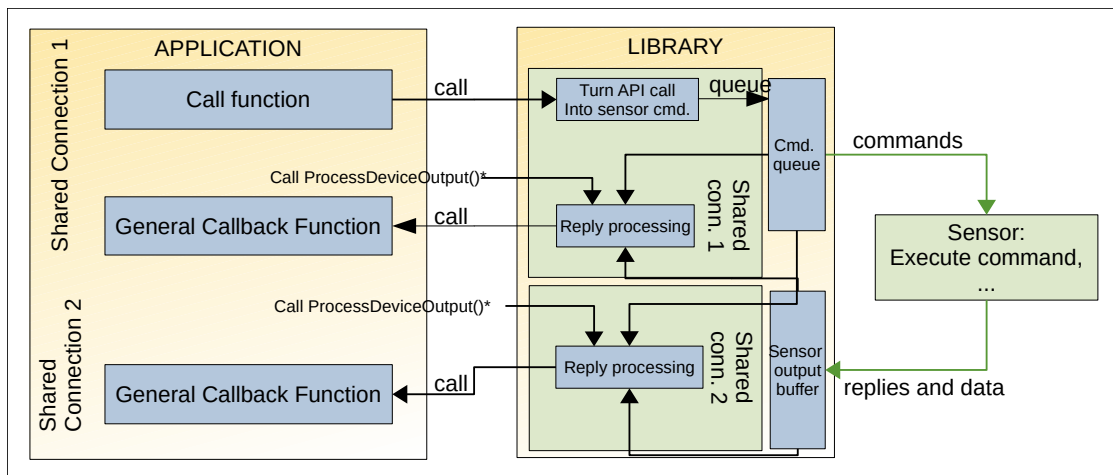 APPLICATION
LIBRARY
Shared Connection 1
Call function
call
Turn API call
Into sensor cmd.
queue
Cmd.
queue
commands
Call ProcessDeviceOutput()*
General Callback Function
call
Reply processing
Shared
conn. 1
Sensor:
Execute command,
...
Shared
Connection 2
Call ProcessDeviceOutput()*
General Callback Function
call
Reply processing
Shared
conn. 2
Sensor
output
buffer
replies and data